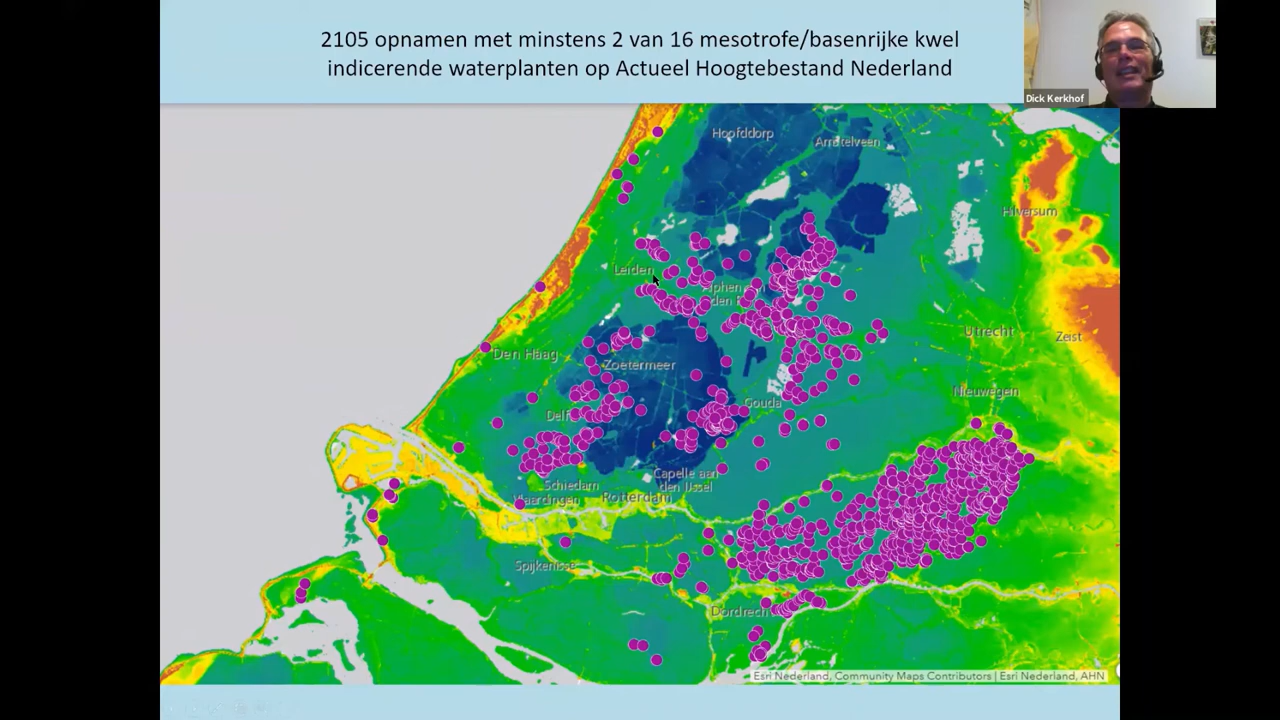 2105 opnamen met minstens 2 van 16 mesotrofe/basenrijke kwel
indicerende waterplanten op Actueel Hoogtebestand Nederland
Dick Kerkhof
Hoofddorp
Amstelveen
Hilversum
Leiden
Alphen
den
Utrecht
Zeist
Den Haag
Zoetermeer
Nieuwegein
Gouda
Delft
Capelle aan
den IJssel
Schiedam
Vlaardingen
Rotterdam
Spijkenisse
Dordrecht
Esri Nederland, Community Maps Contributors | Esri Nederland, AHN